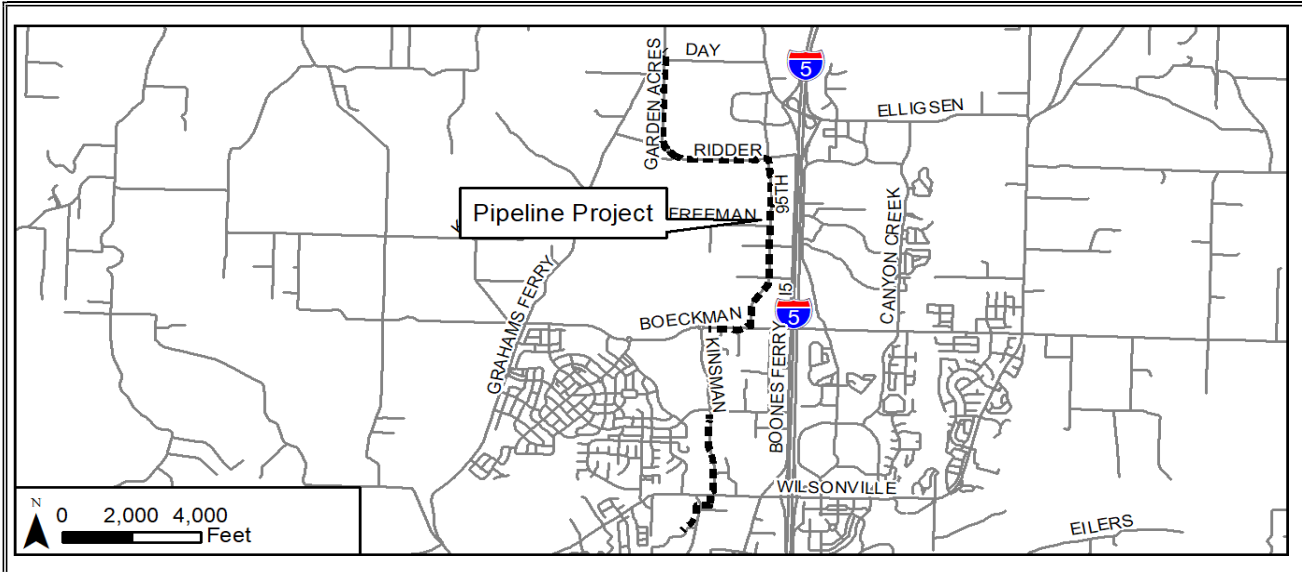 DAY
GARDEN ACRES
5
ELLIGSEN
RIDDER
95TH
Pipeline Project
FREEMAN
K
CANYON CREEK
GRAHAMS FERRY
I5
5
BOECKMAN
KINSMAN
BOONES FERRY
WILSONVILLE
N
0 2,000 4,000
Feet
EILERS